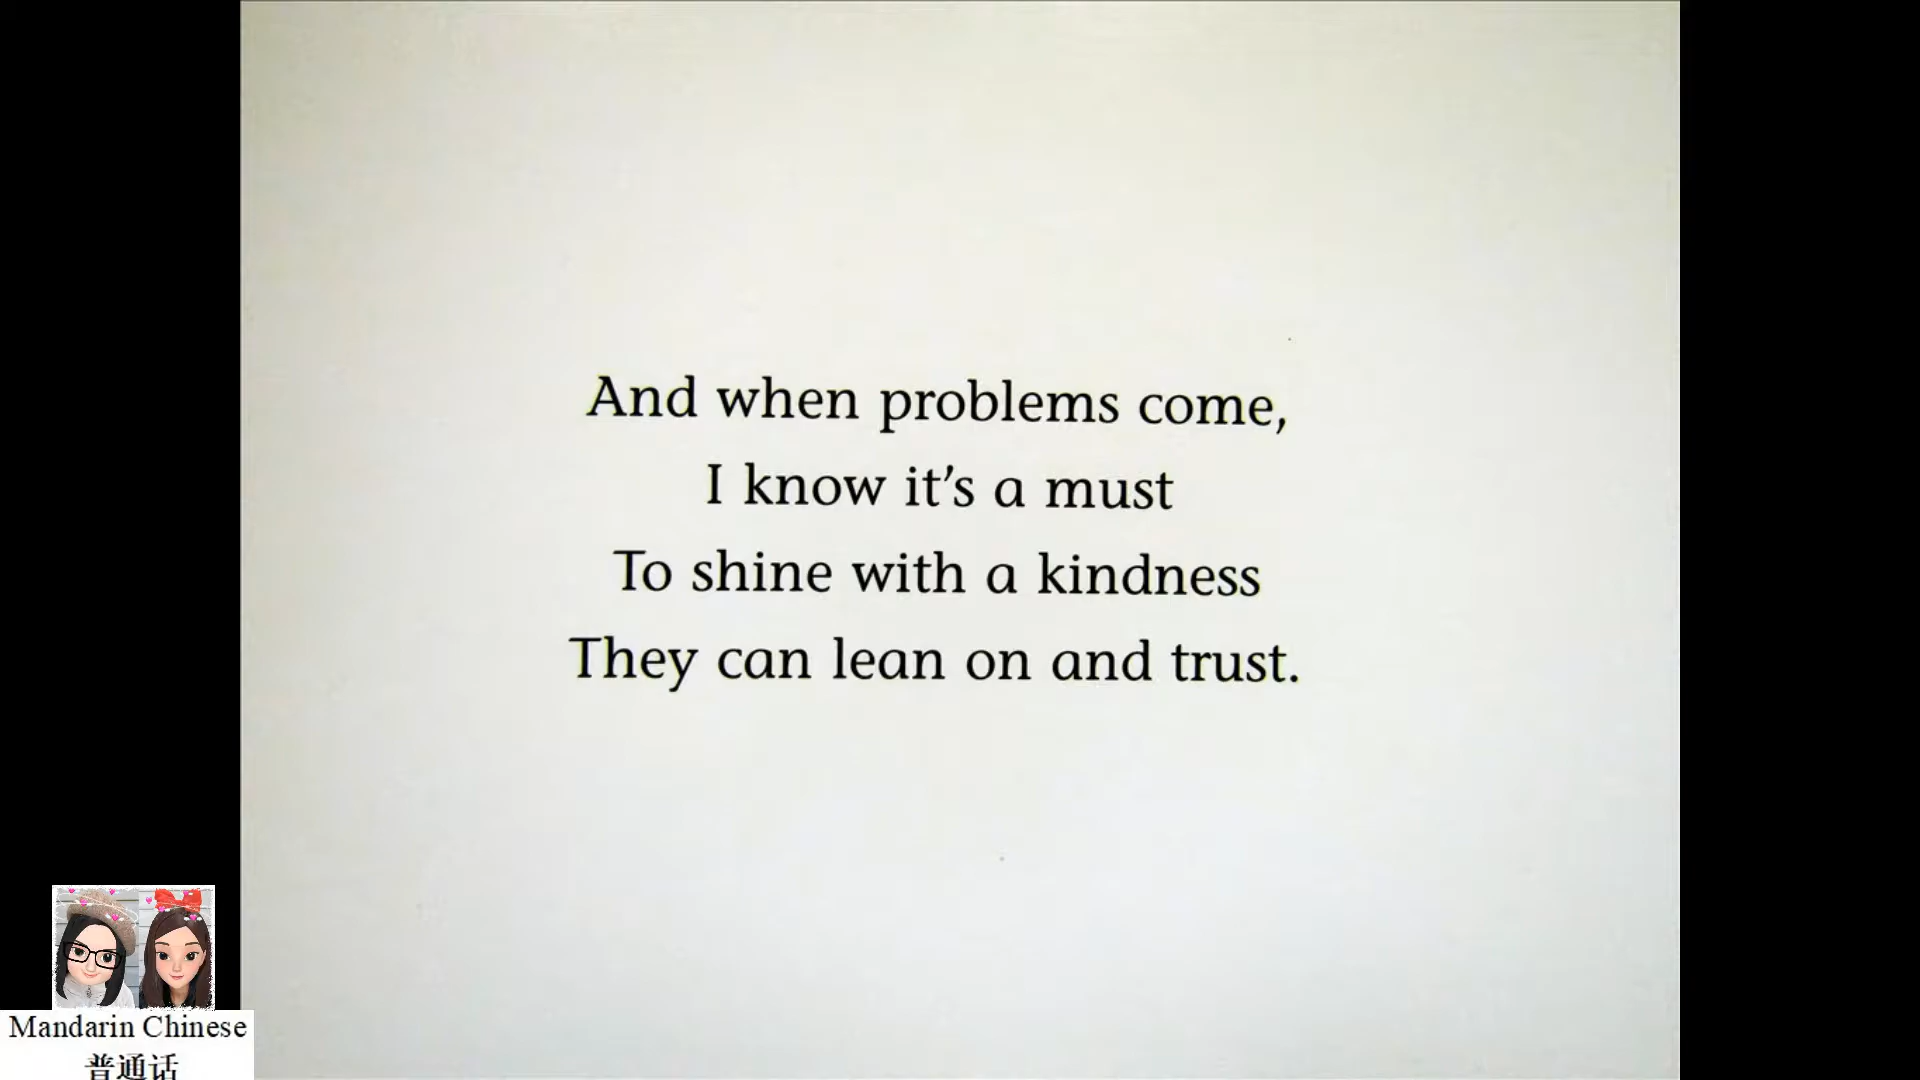 And when problems come,
I know it's a must
To shine with a kindness
They can lean on and trust.
Mandarin Chinese
普通话